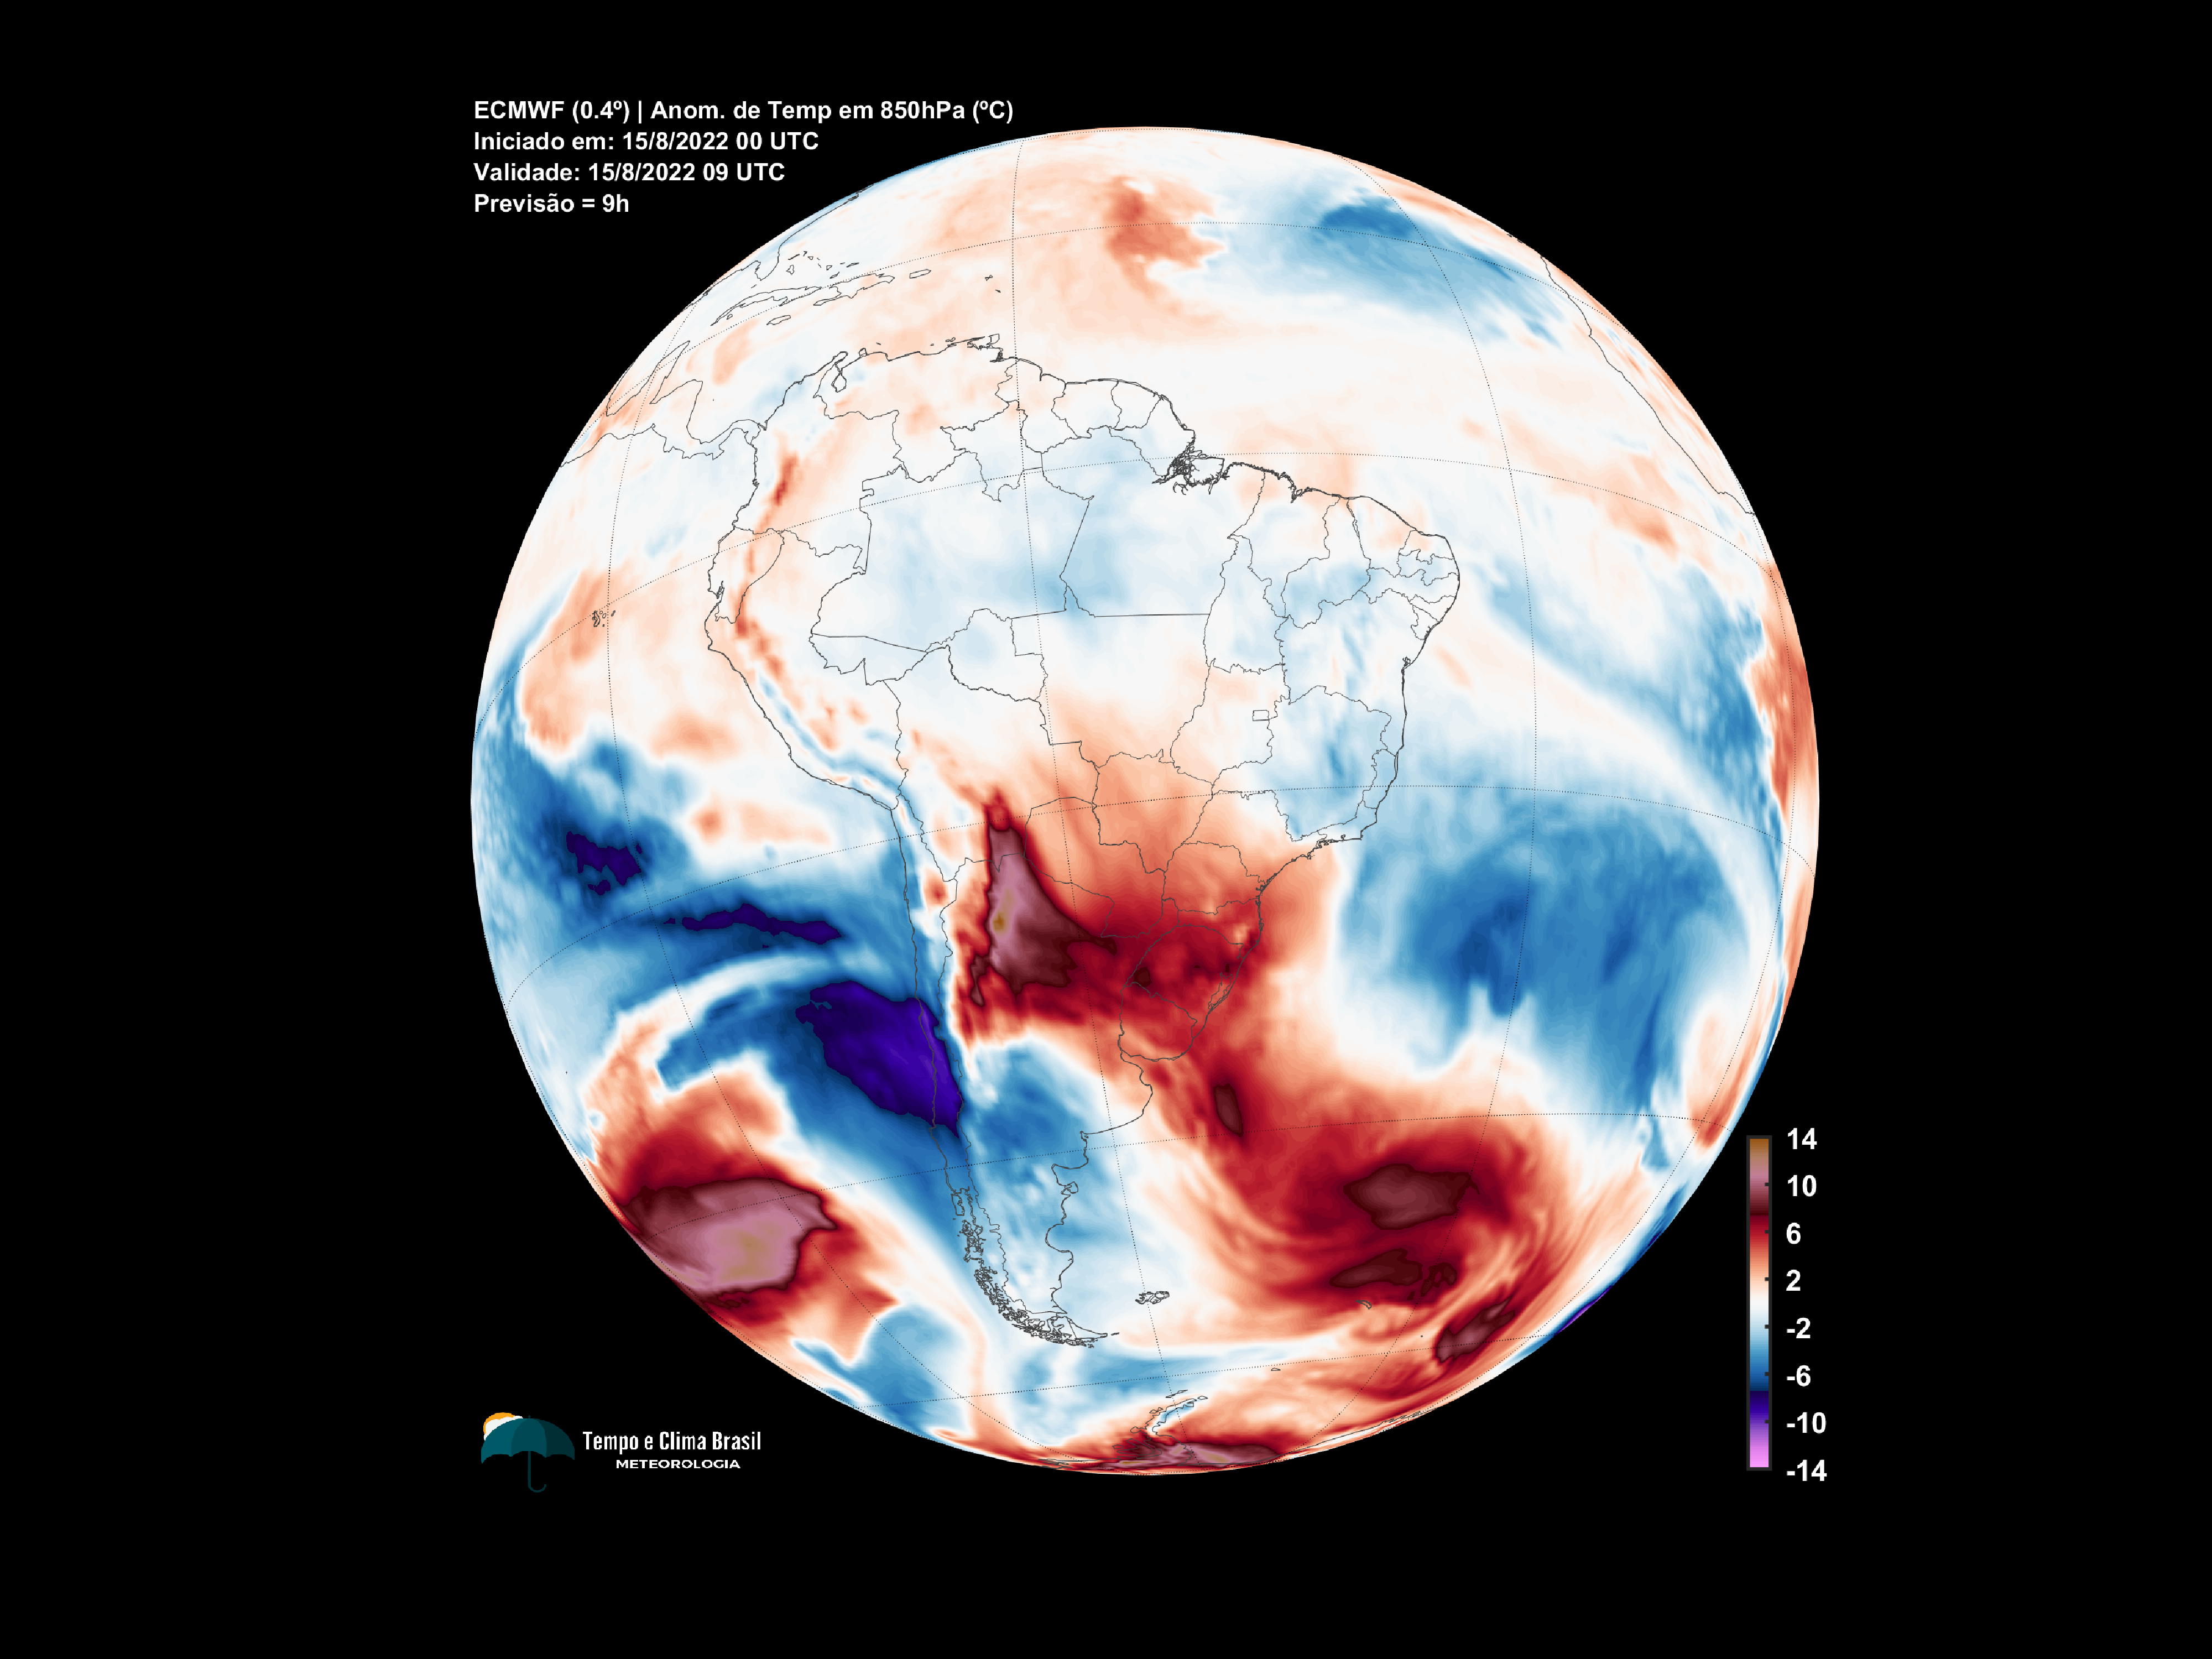 ECMWF (0.4º) | Anom. de Temp em 850hPa (ºC)
Iniciado em: 15/8/2022 00 UTC
Validade: 15/8/2022 09 UTC
Previsão = 9h
14
10
6
2
-2
-6
-10
-14
Tempo e Clima Brasil
METEOROLOGIA